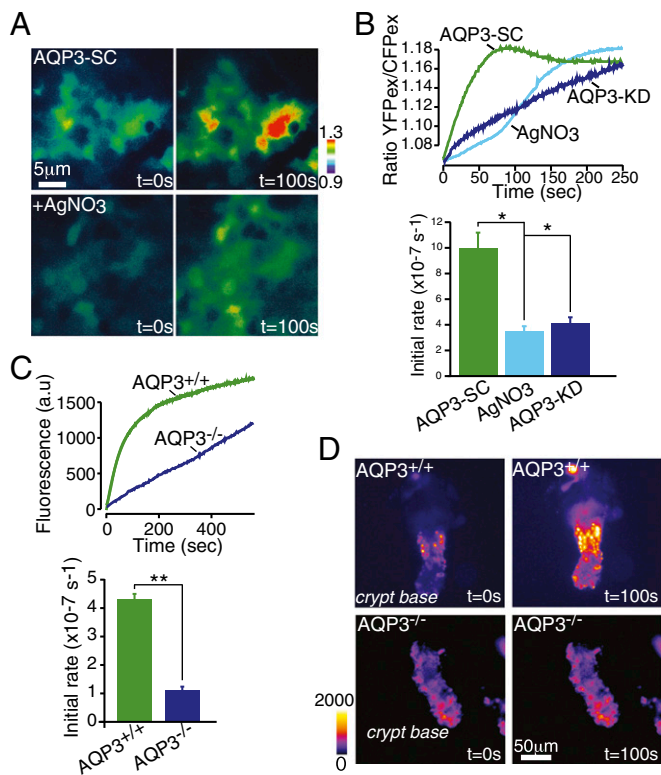 A
AQP3-SC
5µm
t=0s
t=100s
1.3
0.9
+AgNO3
t=0s
t=100s
B
Ratio YFPex/CFPex
1.18
1.16
1.14
1.12
1.10
1.08
AQP3-SC
AQP3-KD
AgNO3
0 50 100 150 200 250
Time (sec)
Initial rate (x10-7 s-1)
12
10
8
6
4
2
0
*
*
AQP3-SC
AgNO3
AQP3-KD
C
Fluorescence (a.u)
1500
1000
500
0
AQP3+/+
AQP3-/-
0 200 400
Time (sec)
Initial rate (x10-7 s-1)
5
4
3
2
1
0
**
AQP3+/+
AQP3-/-
D
AQP3+/+
crypt base
t=0s
AQP3+/+
t=100s
AQP3-/-
crypt base
t=0s
AQP3-/-
50µm
t=100s
2000
0